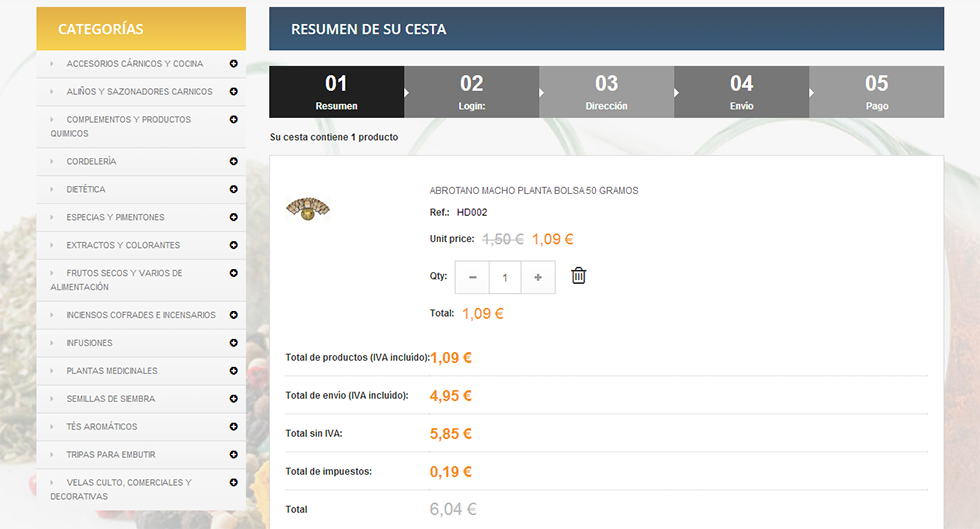 CATEGORÍAS
ACCESORIOS CÁRNICOS Y COCINA
ALIÑOS Y SAZONADORES CARNICOS
COMPLEMENTOS Y PRODUCTOS
QUIMICOS
CORDELERÍA
DIETÉTICA
ESPECIAS Y PIMENTONES
EXTRACTOS Y COLORANTES
FRUTOS SECOS Y VARIOS DE
ALIMENTACIÓN
INCIENSOS COFRADES E INCENSARIOS
INFUSIONES
PLANTAS MEDICINALES
SEMILLAS DE SIEMBRA
TÉS AROMÁTICOS
TRIPAS PARA EMBUTIR
VELAS CULTO, COMERCIALES Y
DECORATIVAS
RESUMEN DE SU CESTA
01 02 03 04 05
Resumen Login: Dirección Envio Pago
Su cesta contiene 1 producto
ABROTANO MACHO PLANTA BOLSA 50 GRAMOS
Ref.: HD002
Unit price: 1,50 € 1,09 €
Qty: − 1 +
Total: 1,09 €
Total de productos (IVA incluido): 1,09 €
Total de envio (IVA incluido): 4,95 €
Total sin IVA: 5,85 €
Total de impuestos: 0,19 €
Total 6,04 €